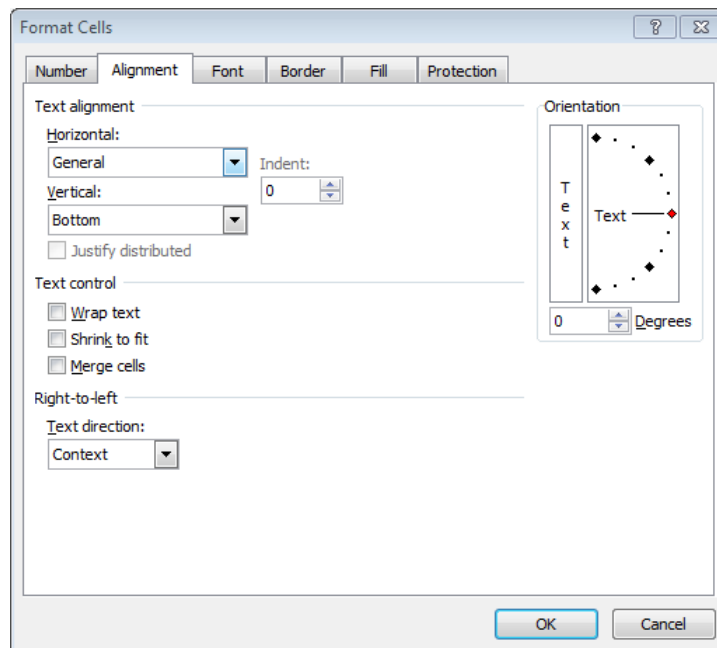 Format Cells
Number Alignment Font Border Fill Protection
Text alignment
Horizontal:
General
Indent:
0
Vertical:
Bottom
Justify distributed
Text control
Wrap text
Shrink to fit
Merge cells
Right-to-left
Text direction:
Context
Orientation
Text
Text
0 Degrees
OK Cancel